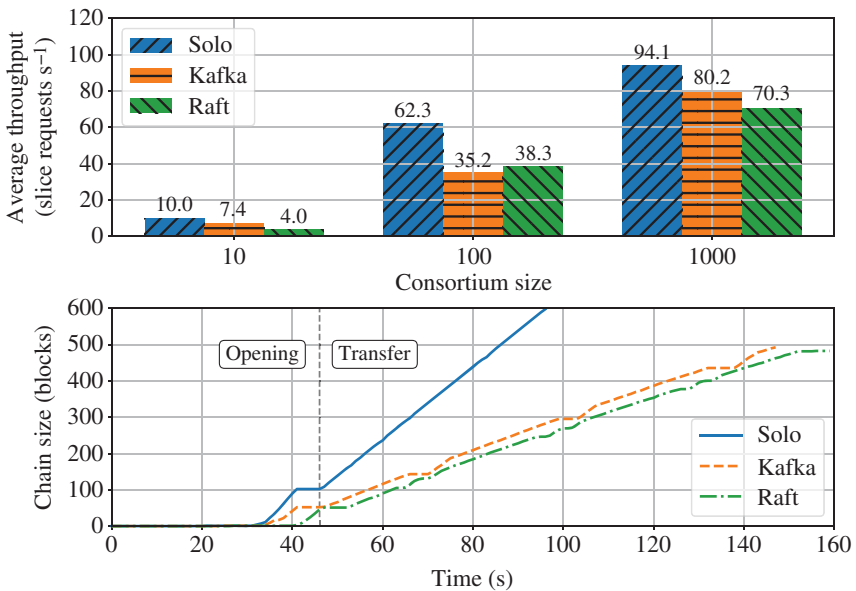 Average throughput
(slice requests s⁻¹)
120
100
80
60
40
20
0
Solo
Kafka
Raft
10.0
7.4
4.0
62.3
35.2
38.3
94.1
80.2
70.3
10
100
1000
Consortium size
Chain size (blocks)
600
500
400
300
200
100
0
Opening
Transfer
Solo
Kafka
Raft
0
20
40
60
80
100
120
140
160
Time (s)